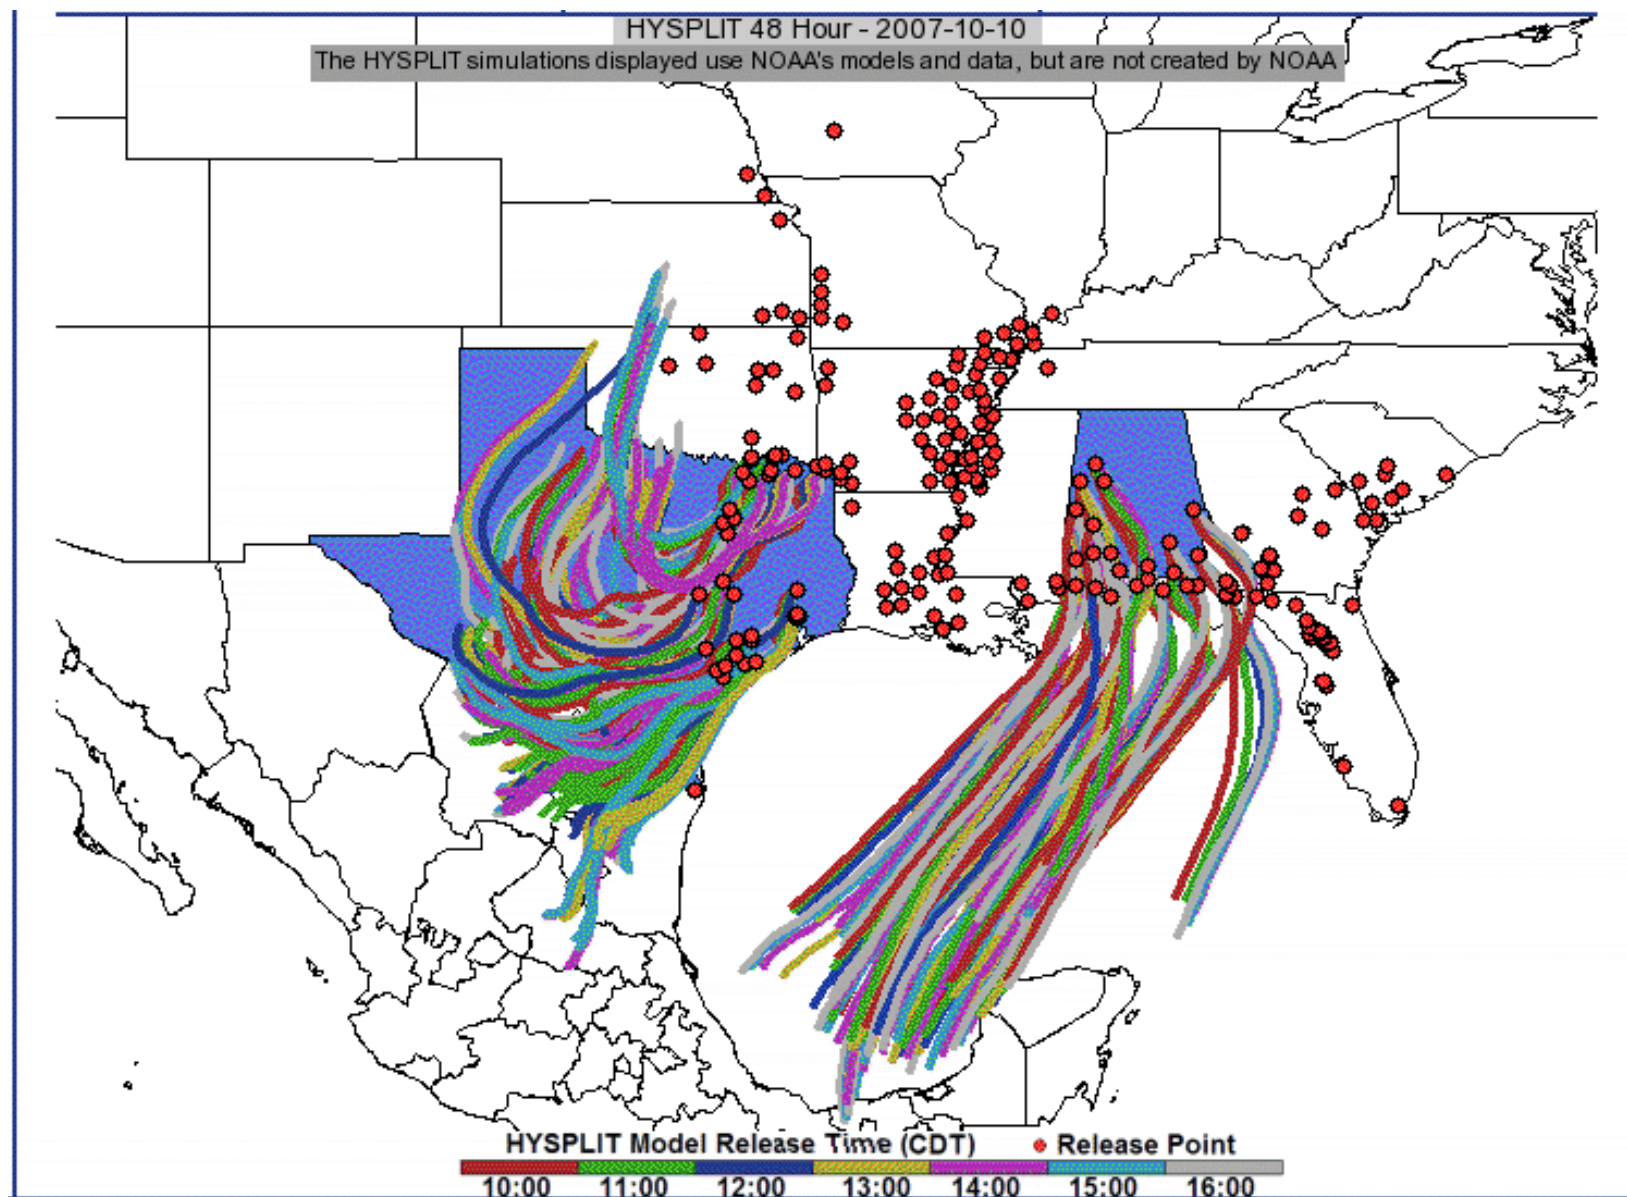 HYSPLIT 48 Hour - 2007-10-10
The HYSPLIT simulations displayed use NOAA's models and data, but are not created by NOAA
HYSPLIT Model Release Time (CDT) Release Point
10:00 11:00 12:00 13:00 14:00 15:00 16:00